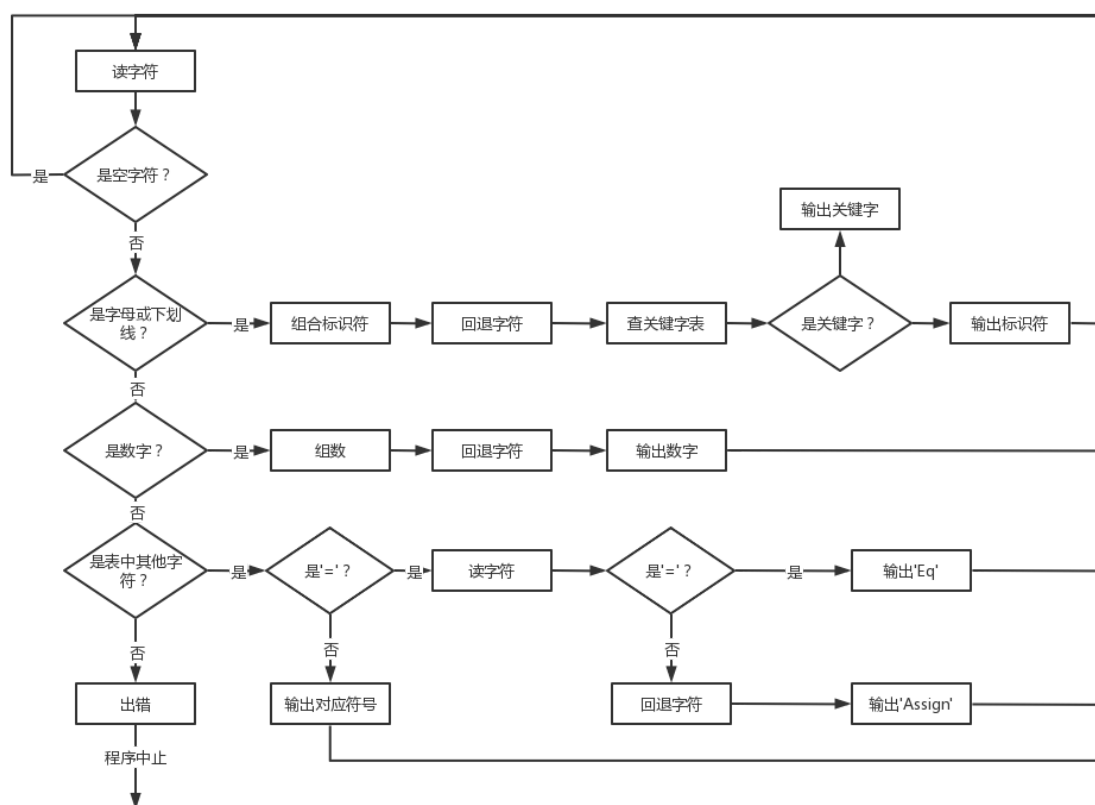 读字符
是空字符？
是
否
输出关键字
是字母或下划
线？
是
组合标识符
回退字符
查关键字表
是关键字？
输出标识符
否
是数字？
是
组数
回退字符
输出数字
否
是表中其他字
符？
是
是'='？
是
读字符
是'='？
是
输出'Eq'
否
否
否
出错
输出对应符号
回退字符
输出'Assign'
程序中止